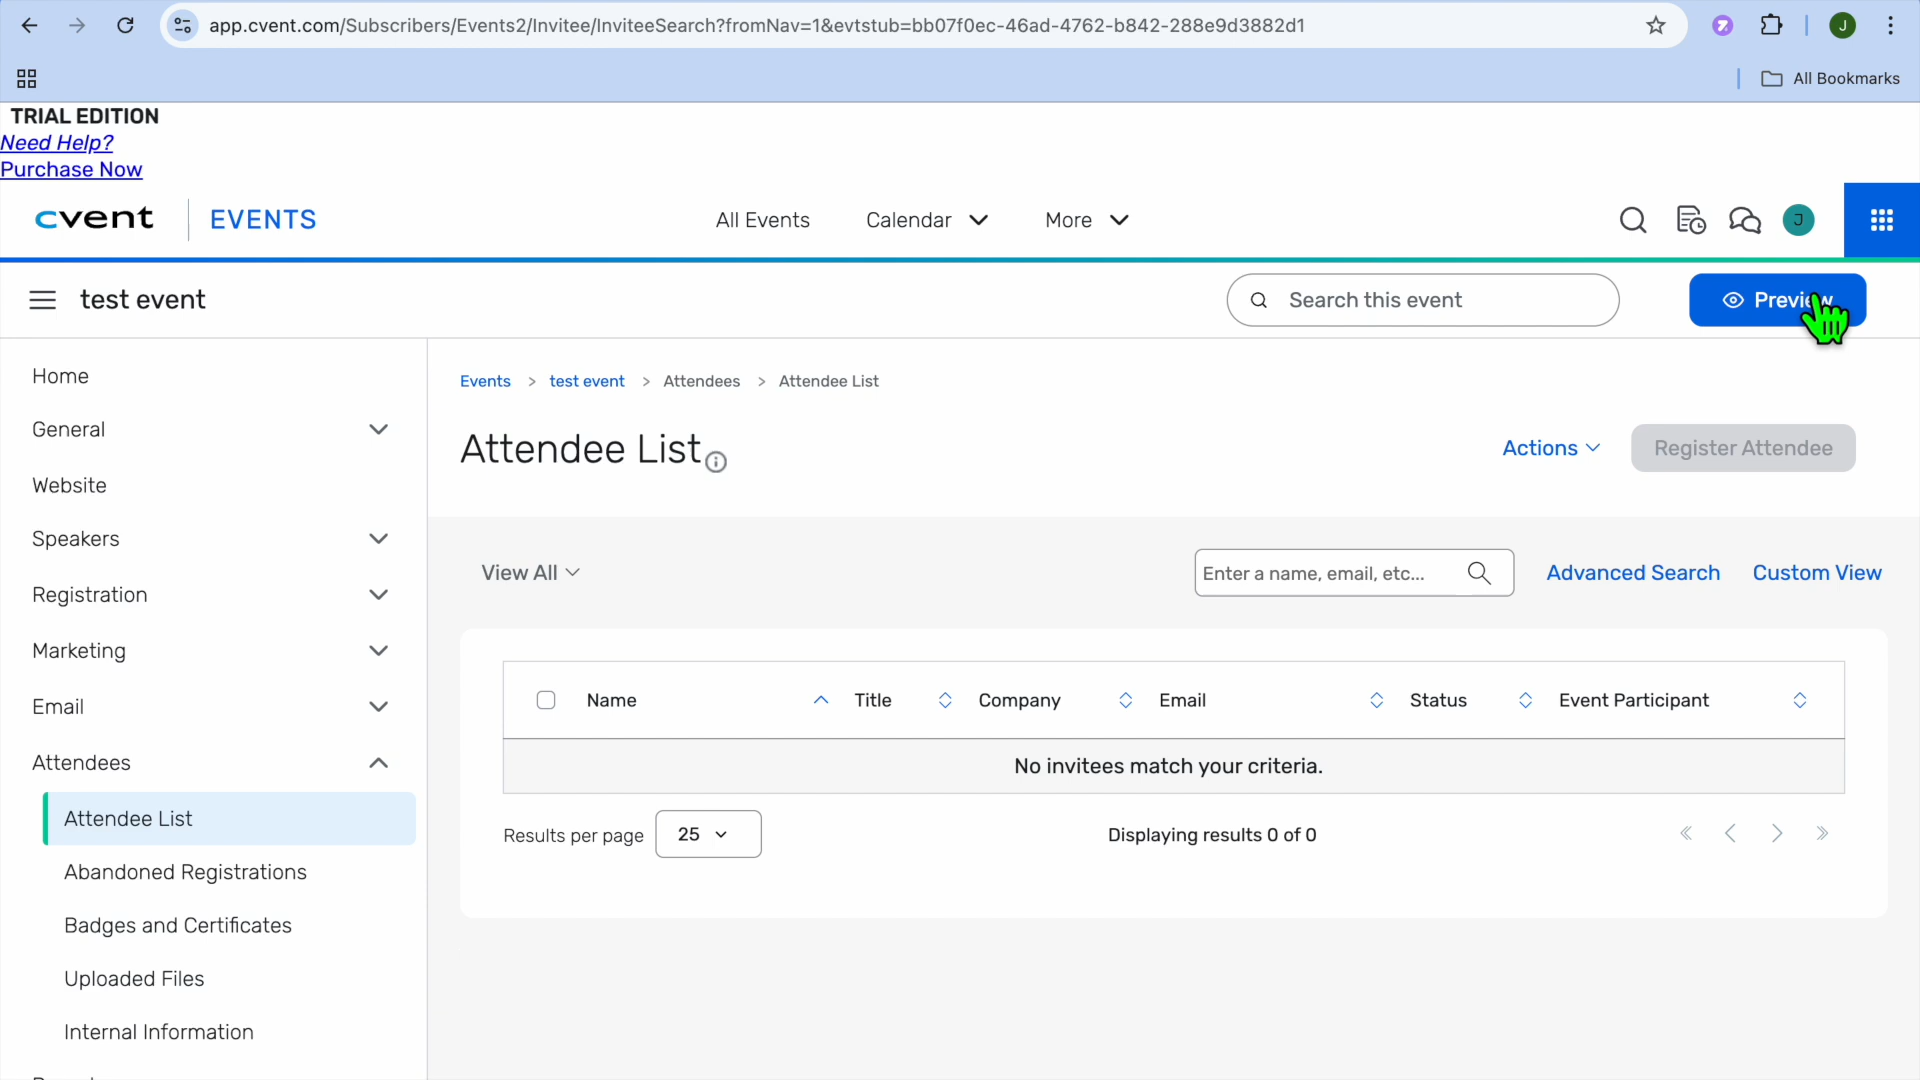 app.cvent.com/Subscribers/Events2/Invitee/InviteeSearch?fromNav=1&evtstub=bb07f0ec-46ad-4762-b842-288e9d3882d1
J
All Bookmarks
TRIAL EDITION
Need Help?
Purchase Now
cvent
EVENTS
All Events
Calendar
More
J
test event
Search this event
Preview
Home
General
Website
Speakers
Registration
Marketing
Email
Attendees
Attendee List
Abandoned Registrations
Badges and Certificates
Uploaded Files
Internal Information
Events > test event > Attendees > Attendee List
Attendee List
Actions
Register Attendee
View All
Enter a name, email, etc...
Advanced Search
Custom View
Name Title Company Email Status Event Participant
No invitees match your criteria.
Results per page 25
Displaying results 0 of 0